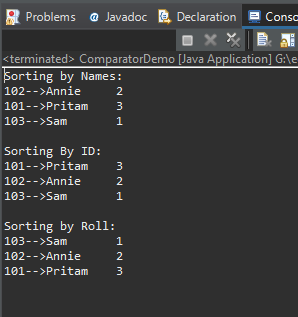 Problems Javadoc Declaration Conso
<terminated> ComparatorDemo [Java Application] G:\e
Sorting by Names:
102-->Annie 2
101-->Pritam 3
103-->Sam 1
Sorting By ID:
101-->Pritam 3
102-->Annie 2
103-->Sam 1
Sorting by Roll:
103-->Sam 1
102-->Annie 2
101-->Pritam 3